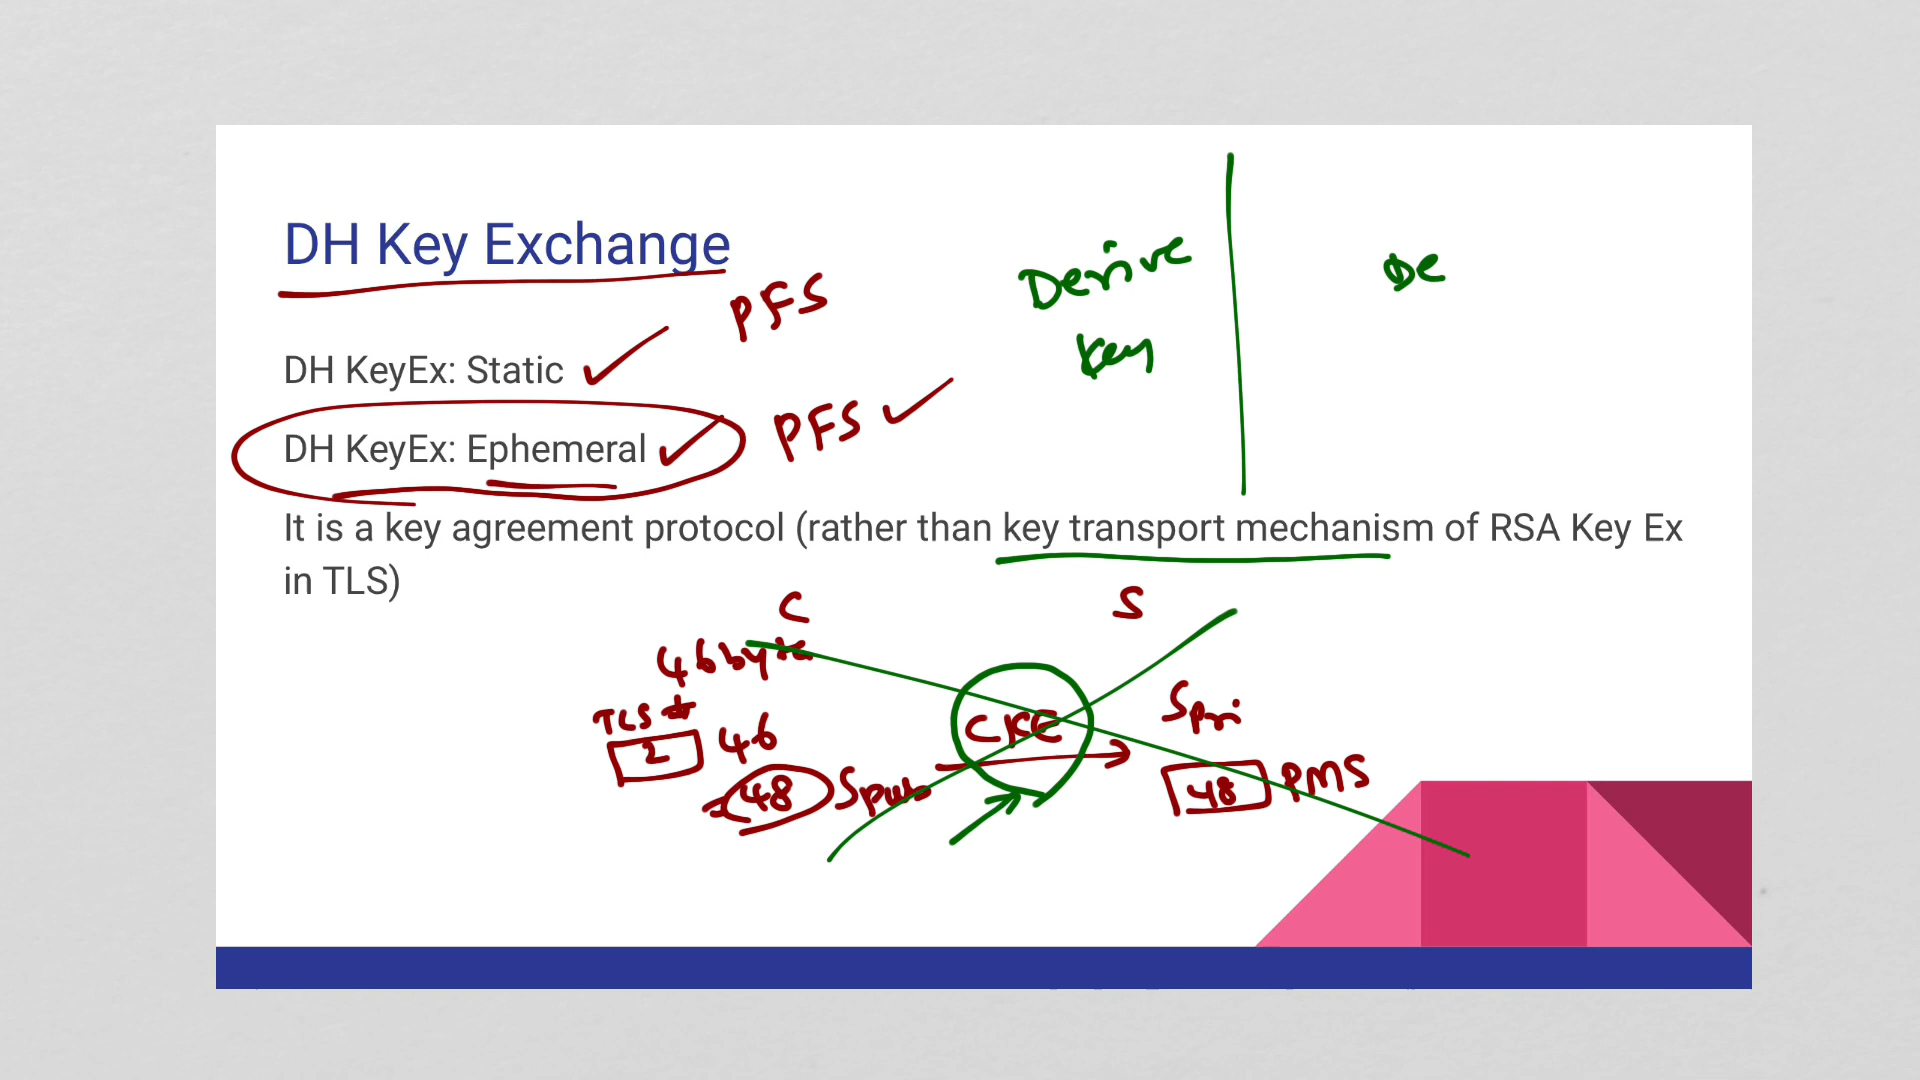 DH Key Exchange
PFS
Derive
De
key
DH KeyEx: Static
PFS
DH KeyEx: Ephemeral
It is a key agreement protocol (rather than key transport mechanism of RSA Key Ex
in TLS)
C
S
46 byte
TLS
2
46
CKE
Spri
48
Spub
48
PMS